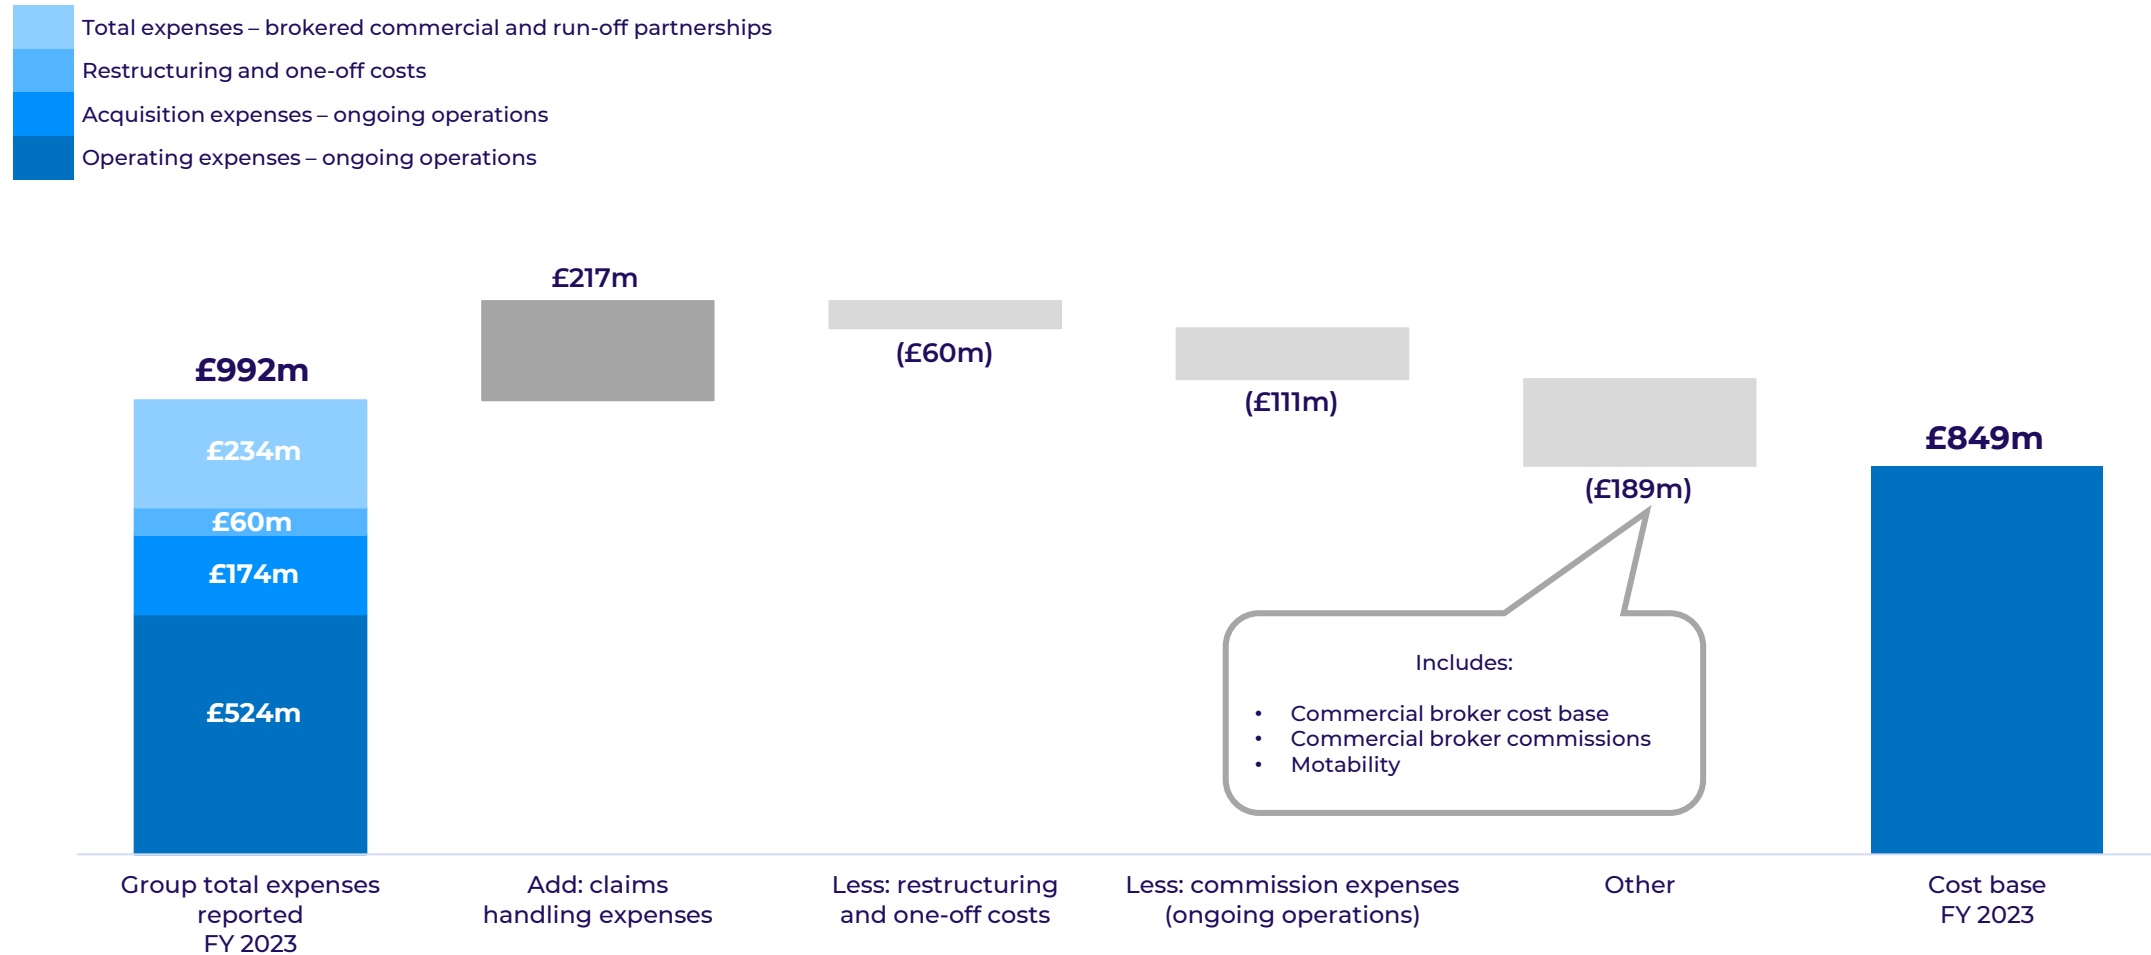 Total expenses – brokered commercial and run-off partnerships
Restructuring and one-off costs
Acquisition expenses – ongoing operations
Operating expenses – ongoing operations
£992m
£234m
£60m
£174m
£524m
£217m
(£60m)
(£111m)
(£189m)
£849m
Includes:
• Commercial broker cost base
• Commercial broker commissions
• Motability
Group total expenses
reported
FY 2023
Add: claims
handling expenses
Less: restructuring
and one-off costs
Less: commission expenses
(ongoing operations)
Other
Cost base
FY 2023